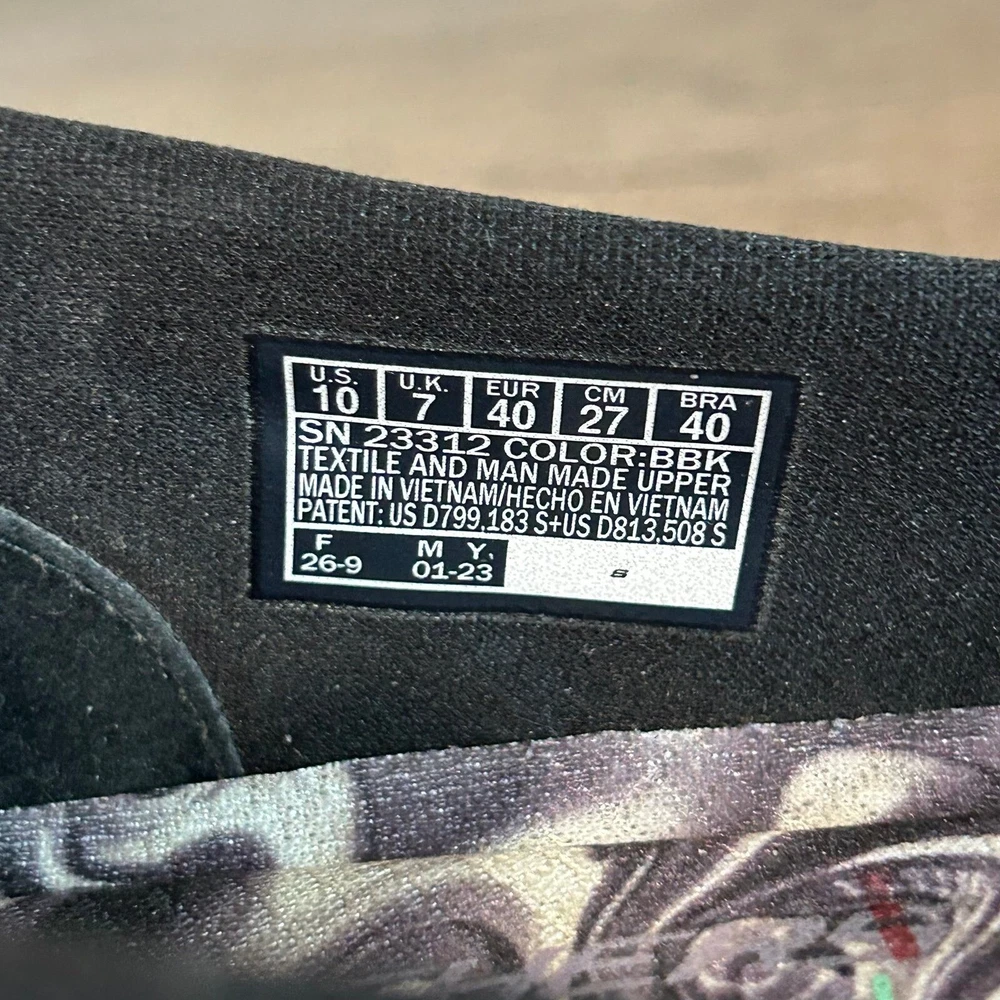 U.S. U.K. EUR CM BRA
10 7 40 27 40
SN 23312 COLOR:BBK
TEXTILE AND MAN MADE UPPER
MADE IN VIETNAM/HECHO EN VIETNAM
PATENT: US D799,183 S+US D813,508 S
F M Y,
26-9 01-23 6